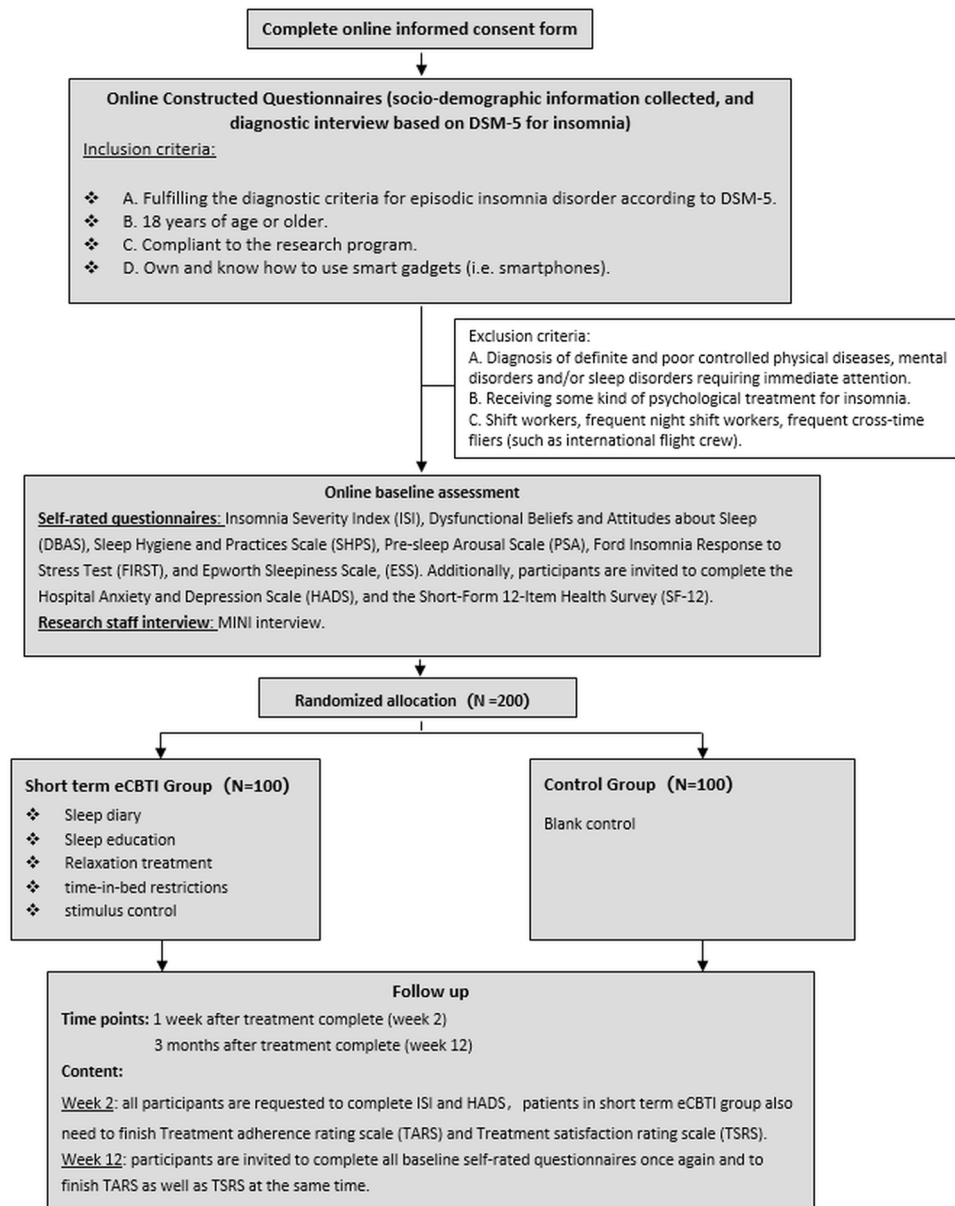 Complete online informed consent form
Online Constructed Questionnaires (socio-demographic information collected, and
diagnostic interview based on DSM-5 for insomnia)
Inclusion criteria:
❖ A. Fulfilling the diagnostic criteria for episodic insomnia disorder according to DSM-5.
❖ B. 18 years of age or older.
❖ C. Compliant to the research program.
❖ D. Own and know how to use smart gadgets (i.e. smartphones).
Exclusion criteria:
A. Diagnosis of definite and poor controlled physical diseases, mental
disorders and/or sleep disorders requiring immediate attention.
B. Receiving some kind of psychological treatment for insomnia.
C. Shift workers, frequent night shift workers, frequent cross-time
fliers (such as international flight crew).
Online baseline assessment
Self-rated questionnaires: Insomnia Severity Index (ISI), Dysfunctional Beliefs and Attitudes about Sleep
(DBAS), Sleep Hygiene and Practices Scale (SHPS), Pre-sleep Arousal Scale (PSA), Ford Insomnia Response to
Stress Test (FIRST), and Epworth Sleepiness Scale, (ESS). Additionally, participants are invited to complete the
Hospital Anxiety and Depression Scale (HADS), and the Short-Form 12-Item Health Survey (SF-12).
Research staff interview: MINI interview.
Randomized allocation (N =200)
Short term eCBTI Group (N=100)
❖ Sleep diary
❖ Sleep education
❖ Relaxation treatment
❖ time-in-bed restrictions
❖ stimulus control
Control Group (N=100)
Blank control
Follow up
Time points: 1 week after treatment complete (week 2)
3 months after treatment complete (week 12)
Content:
Week 2: all participants are requested to complete ISI and HADS, patients in short term eCBTI group also
need to finish Treatment adherence rating scale (TARS) and Treatment satisfaction rating scale (TSRS).
Week 12: participants are invited to complete all baseline self-rated questionnaires once again and to
finish TARS as well as TSRS at the same time.